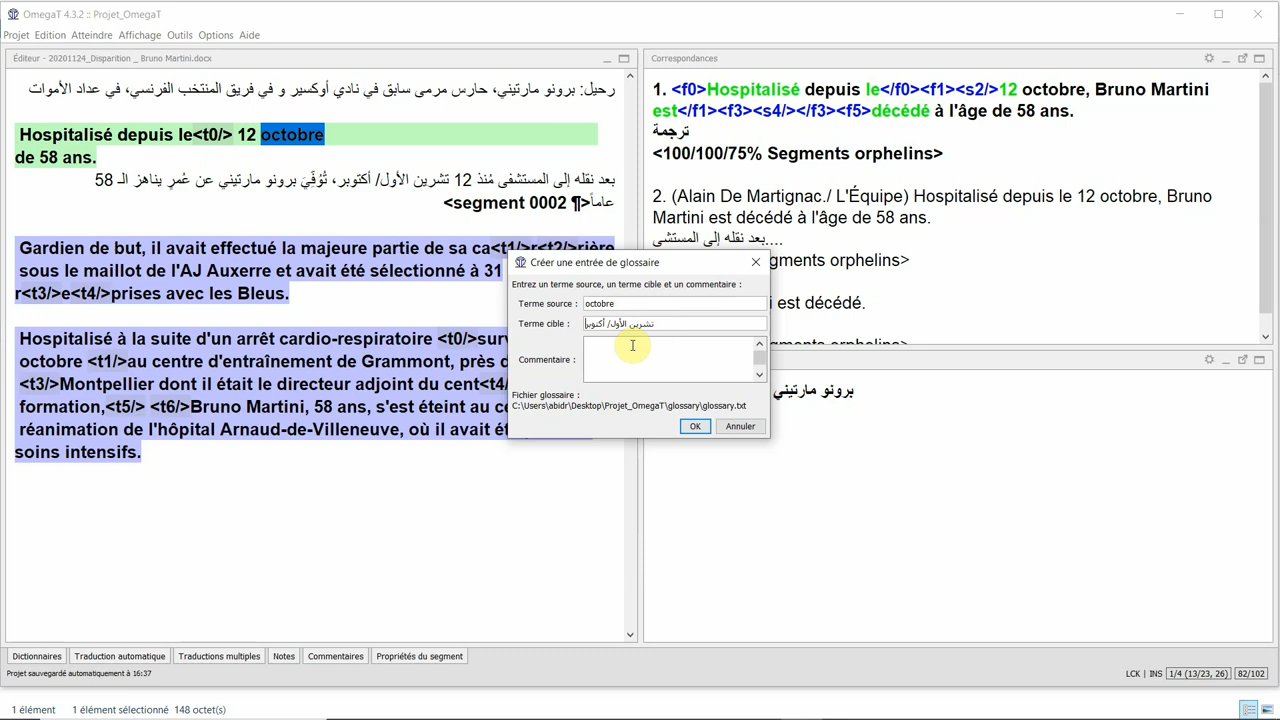 OmegaT 4.3.2 :: Projet_OmegaT
Projet Edition Atteindre Affichage Outils Options Aide
Éditeur - 20201124_Disparition _ Bruno Martini.docx
رحيل: برونو مارتيني، حارس مرمى سابق في نادي أوكسير و في فريق المنتخب الفرنسي، في عداد الأموات
Hospitalisé depuis le<t0/> 12 octobre
de 58 ans.
بعد نقله إلى المستشفى مُنذ 12 تشرين الأول/ أكتوبر، تُوُفِّيَ برونو مارتيني عن عُمرٍ يناهز الـ 58
عاماً<segment 0002 ¶>
Gardien de but, il avait effectué la majeure partie de sa ca<t1/>r<t2/>rière
sous le maillot de l'AJ Auxerre et avait été sélectionné à 31
r<t3/>e<t4/>prises avec les Bleus.
Hospitalisé à la suite d'un arrêt cardio-respiratoire <t0/>surv
octobre <t1/>au centre d'entraînement de Grammont, près d
<t3/>Montpellier dont il était le directeur adjoint du cent<t4/
formation,<t5/> <t6/>Bruno Martini, 58 ans, s'est éteint au ce
réanimation de l'hôpital Arnaud-de-Villeneuve, où il avait ét
soins intensifs.
Correspondances
1. <f0>Hospitalisé depuis le</f0><f1><s2/>12 octobre, Bruno Martini
est</f1><f3><s4/></f3><f5>décédé à l'âge de 58 ans.
ترجمة
<100/100/75% Segments orphelins>
2. (Alain De Martignac./ L'Équipe) Hospitalisé depuis le 12 octobre, Bruno
Martini est décédé à l'âge de 58 ans.
بعد نقله إلى المستشى....
gments orphelins>
i est décédé.
برونو مارتيني
Créer une entrée de glossaire
Entrez un terme source, un terme cible et un commentaire :
Terme source : octobre
Terme cible : تشرين الأول/ أكتوبر
Commentaire :
Fichier glossaire :
C:\Users\abidr\Desktop\Projet_OmegaT\glossary\glossary.txt
OK Annuler
Dictionnaires Traduction automatique Traductions multiples Notes Commentaires Propriétés du segment
Projet sauvegardé automatiquement à 16:37
LCK | INS 1/4 (13/23, 26) 82/102
1 élément 1 élément sélectionné 148 octet(s)